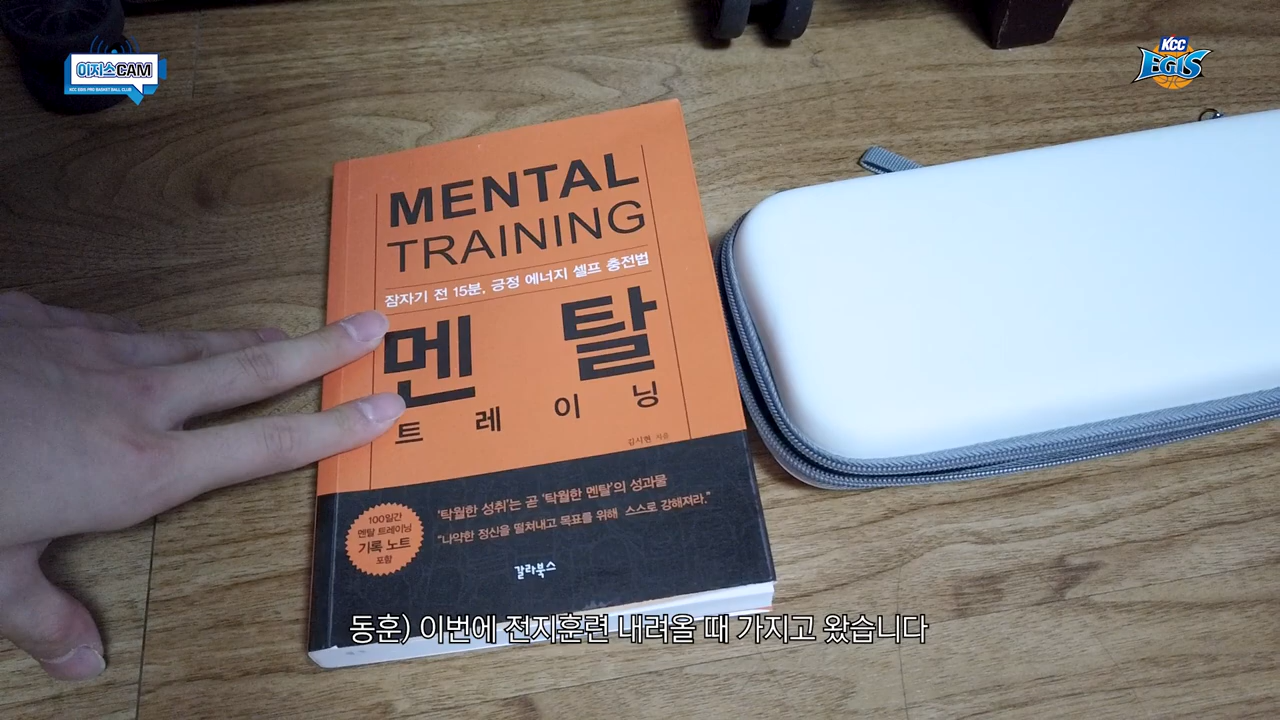 이지스CAM
KCC EGIS PRO BASKETBALL CLUB
KCC
EGIS
MENTAL
TRAINING
잠자기 전 15분, 긍정 에너지 셀프 충전법
멘탈
트레이닝
김시현 지음
'탁월한 성취'는 곧 '탁월한 멘탈'의 성과물
"나약한 정신을 떨쳐내고 목표를 위해 스스로 강해져라."
100일간
멘탈 트레이닝
기록 노트
포함
갈라북스
동훈) 이번에 전지훈련 내려올 때 가지고 왔습니다